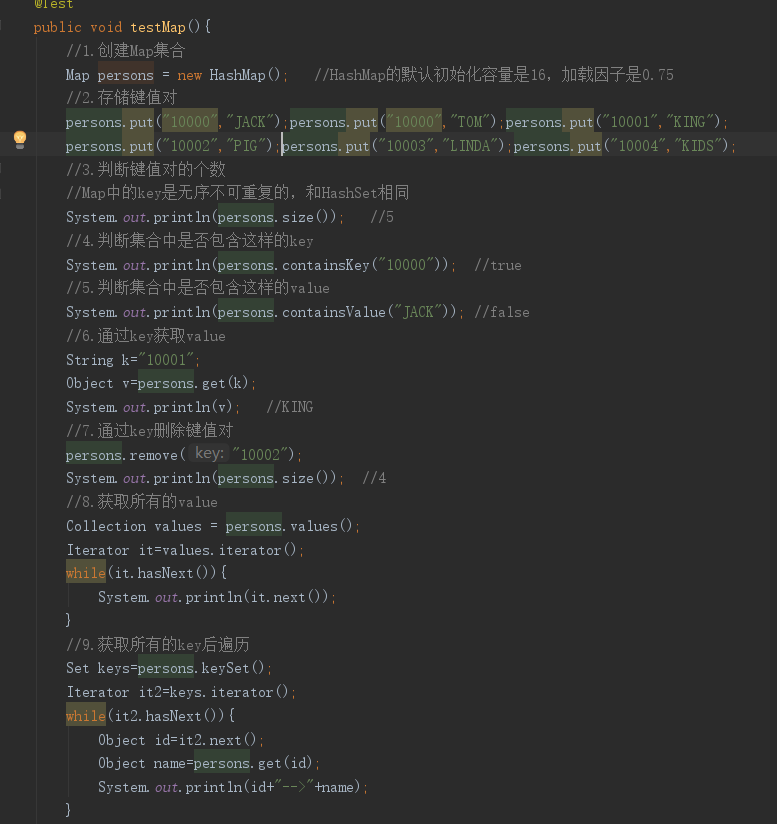 @Test
public void testMap(){
//1.创建Map集合
Map persons = new HashMap();   //HashMap的默认初始化容量是16，加载因子是0.75
//2.存储键值对
persons.put("10000","JACK");persons.put("10000","TOM");persons.put("10001","KING");
persons.put("10002","PIG");persons.put("10003","LINDA");persons.put("10004","KIDS");
//3.判断键值对的个数
//Map中的key是无序不可重复的，和HashSet相同
System.out.println(persons.size());   //5
//4.判断集合中是否包含这样的key
System.out.println(persons.containsKey("10000"));  //true
//5.判断集合中是否包含这样的value
System.out.println(persons.containsValue("JACK")); //false
//6.通过key获取value
String k="10001";
Object v=persons.get(k);
System.out.println(v);   //KING
//7.通过key删除键值对
persons.remove( key: "10002");
System.out.println(persons.size());  //4
//8.获取所有的value
Collection values = persons.values();
Iterator it=values.iterator();
while(it.hasNext()){
System.out.println(it.next());
}
//9.获取所有的key后遍历
Set keys=persons.keySet();
Iterator it2=keys.iterator();
while(it2.hasNext()){
Object id=it2.next();
Object name=persons.get(id);
System.out.println(id+"-->"+name);
}